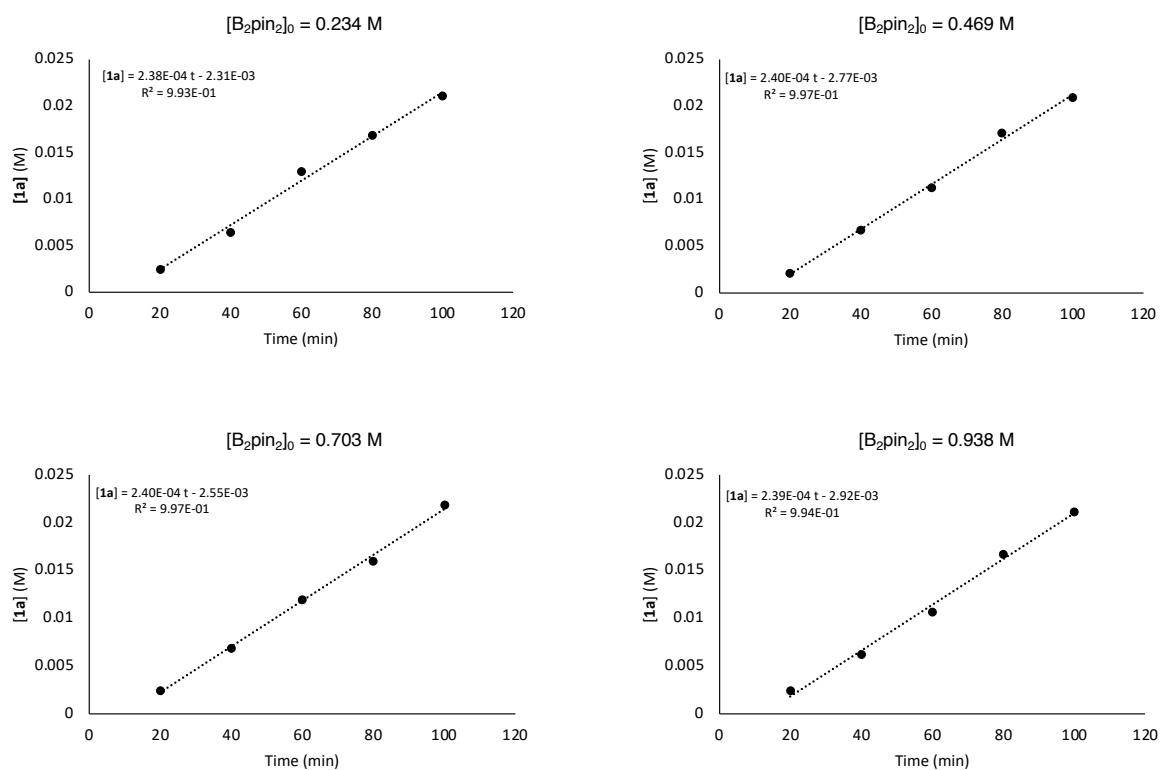 [B₂pin₂]₀ = 0.234 M
0.025
0.02
0.015
0.01
0.005
0
[1a] (M)
[1a] = 2.38E-04 t - 2.31E-03
R² = 9.93E-01
0 20 40 60 80 100 120
Time (min)
[B₂pin₂]₀ = 0.469 M
0.025
0.02
0.015
0.01
0.005
0
[1a] (M)
[1a] = 2.40E-04 t - 2.77E-03
R² = 9.97E-01
0 20 40 60 80 100 120
Time (min)
[B₂pin₂]₀ = 0.703 M
0.025
0.02
0.015
0.01
0.005
0
[1a] (M)
[1a] = 2.40E-04 t - 2.55E-03
R² = 9.97E-01
0 20 40 60 80 100 120
Time (min)
[B₂pin₂]₀ = 0.938 M
0.025
0.02
0.015
0.01
0.005
0
[1a] (M)
[1a] = 2.39E-04 t - 2.92E-03
R² = 9.94E-01
0 20 40 60 80 100 120
Time (min)